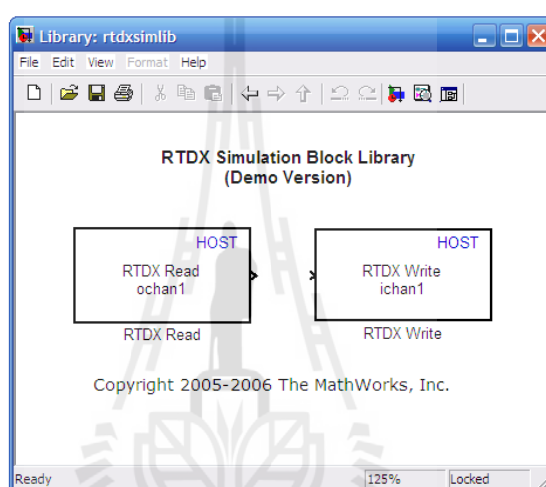 Library: rtdxsimlib
File Edit View Format Help
RTDX Simulation Block Library
(Demo Version)
HOST HOST
RTDX Read RTDX Write
ochan1 ichan1
RTDX Read RTDX Write
Copyright 2005-2006 The MathWorks, Inc.
Ready 125% Locked